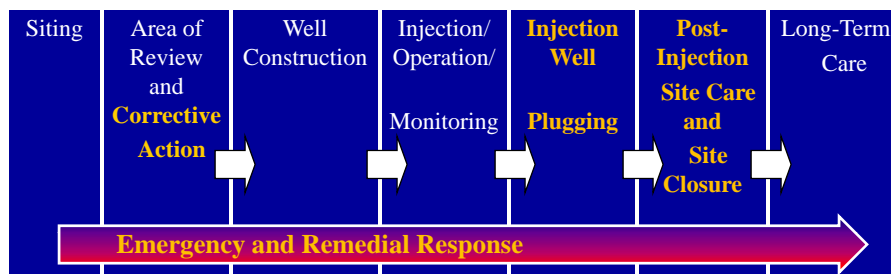 Siting
Area of
Review
and
Corrective
Action
Well
Construction
Injection/
Operation/
Monitoring
Injection
Well
Plugging
Post-
Injection
Site Care
and
Site
Closure
Long-Term
Care
Emergency and Remedial Response